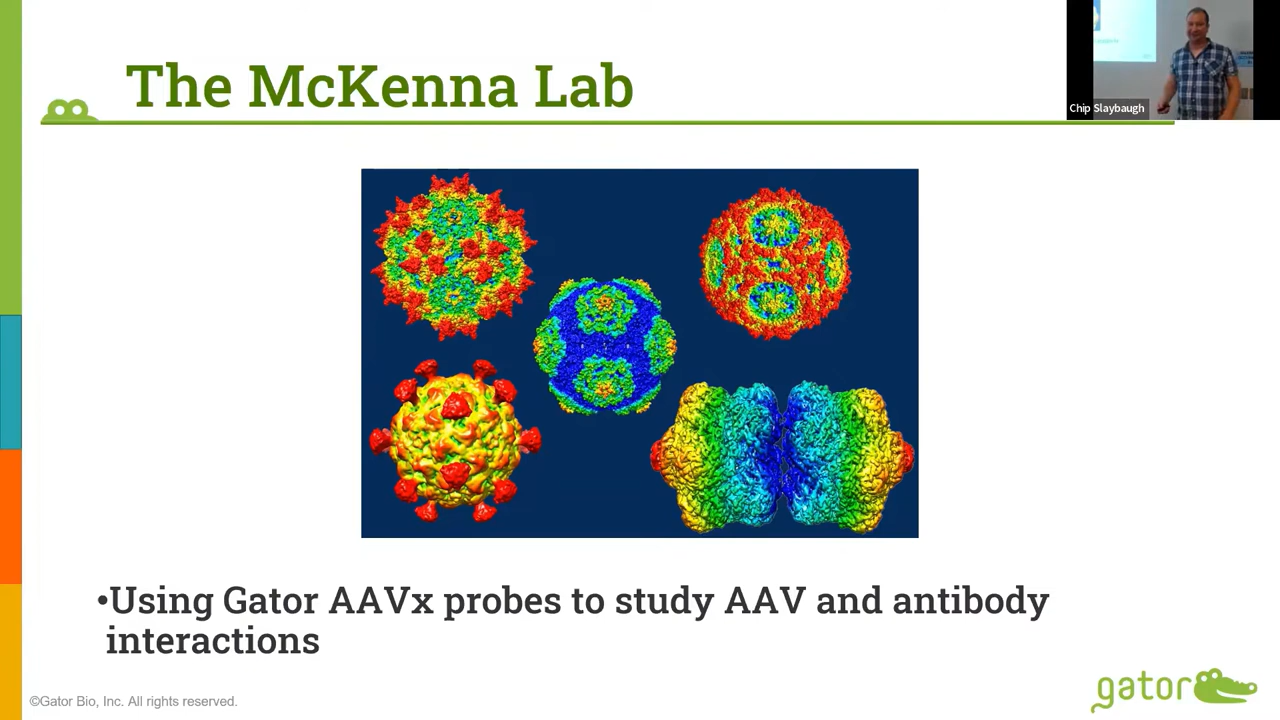 The McKenna Lab
Chip Slaybaugh
•Using Gator AAVx probes to study AAV and antibody
interactions
©Gator Bio, Inc. All rights reserved.
gator